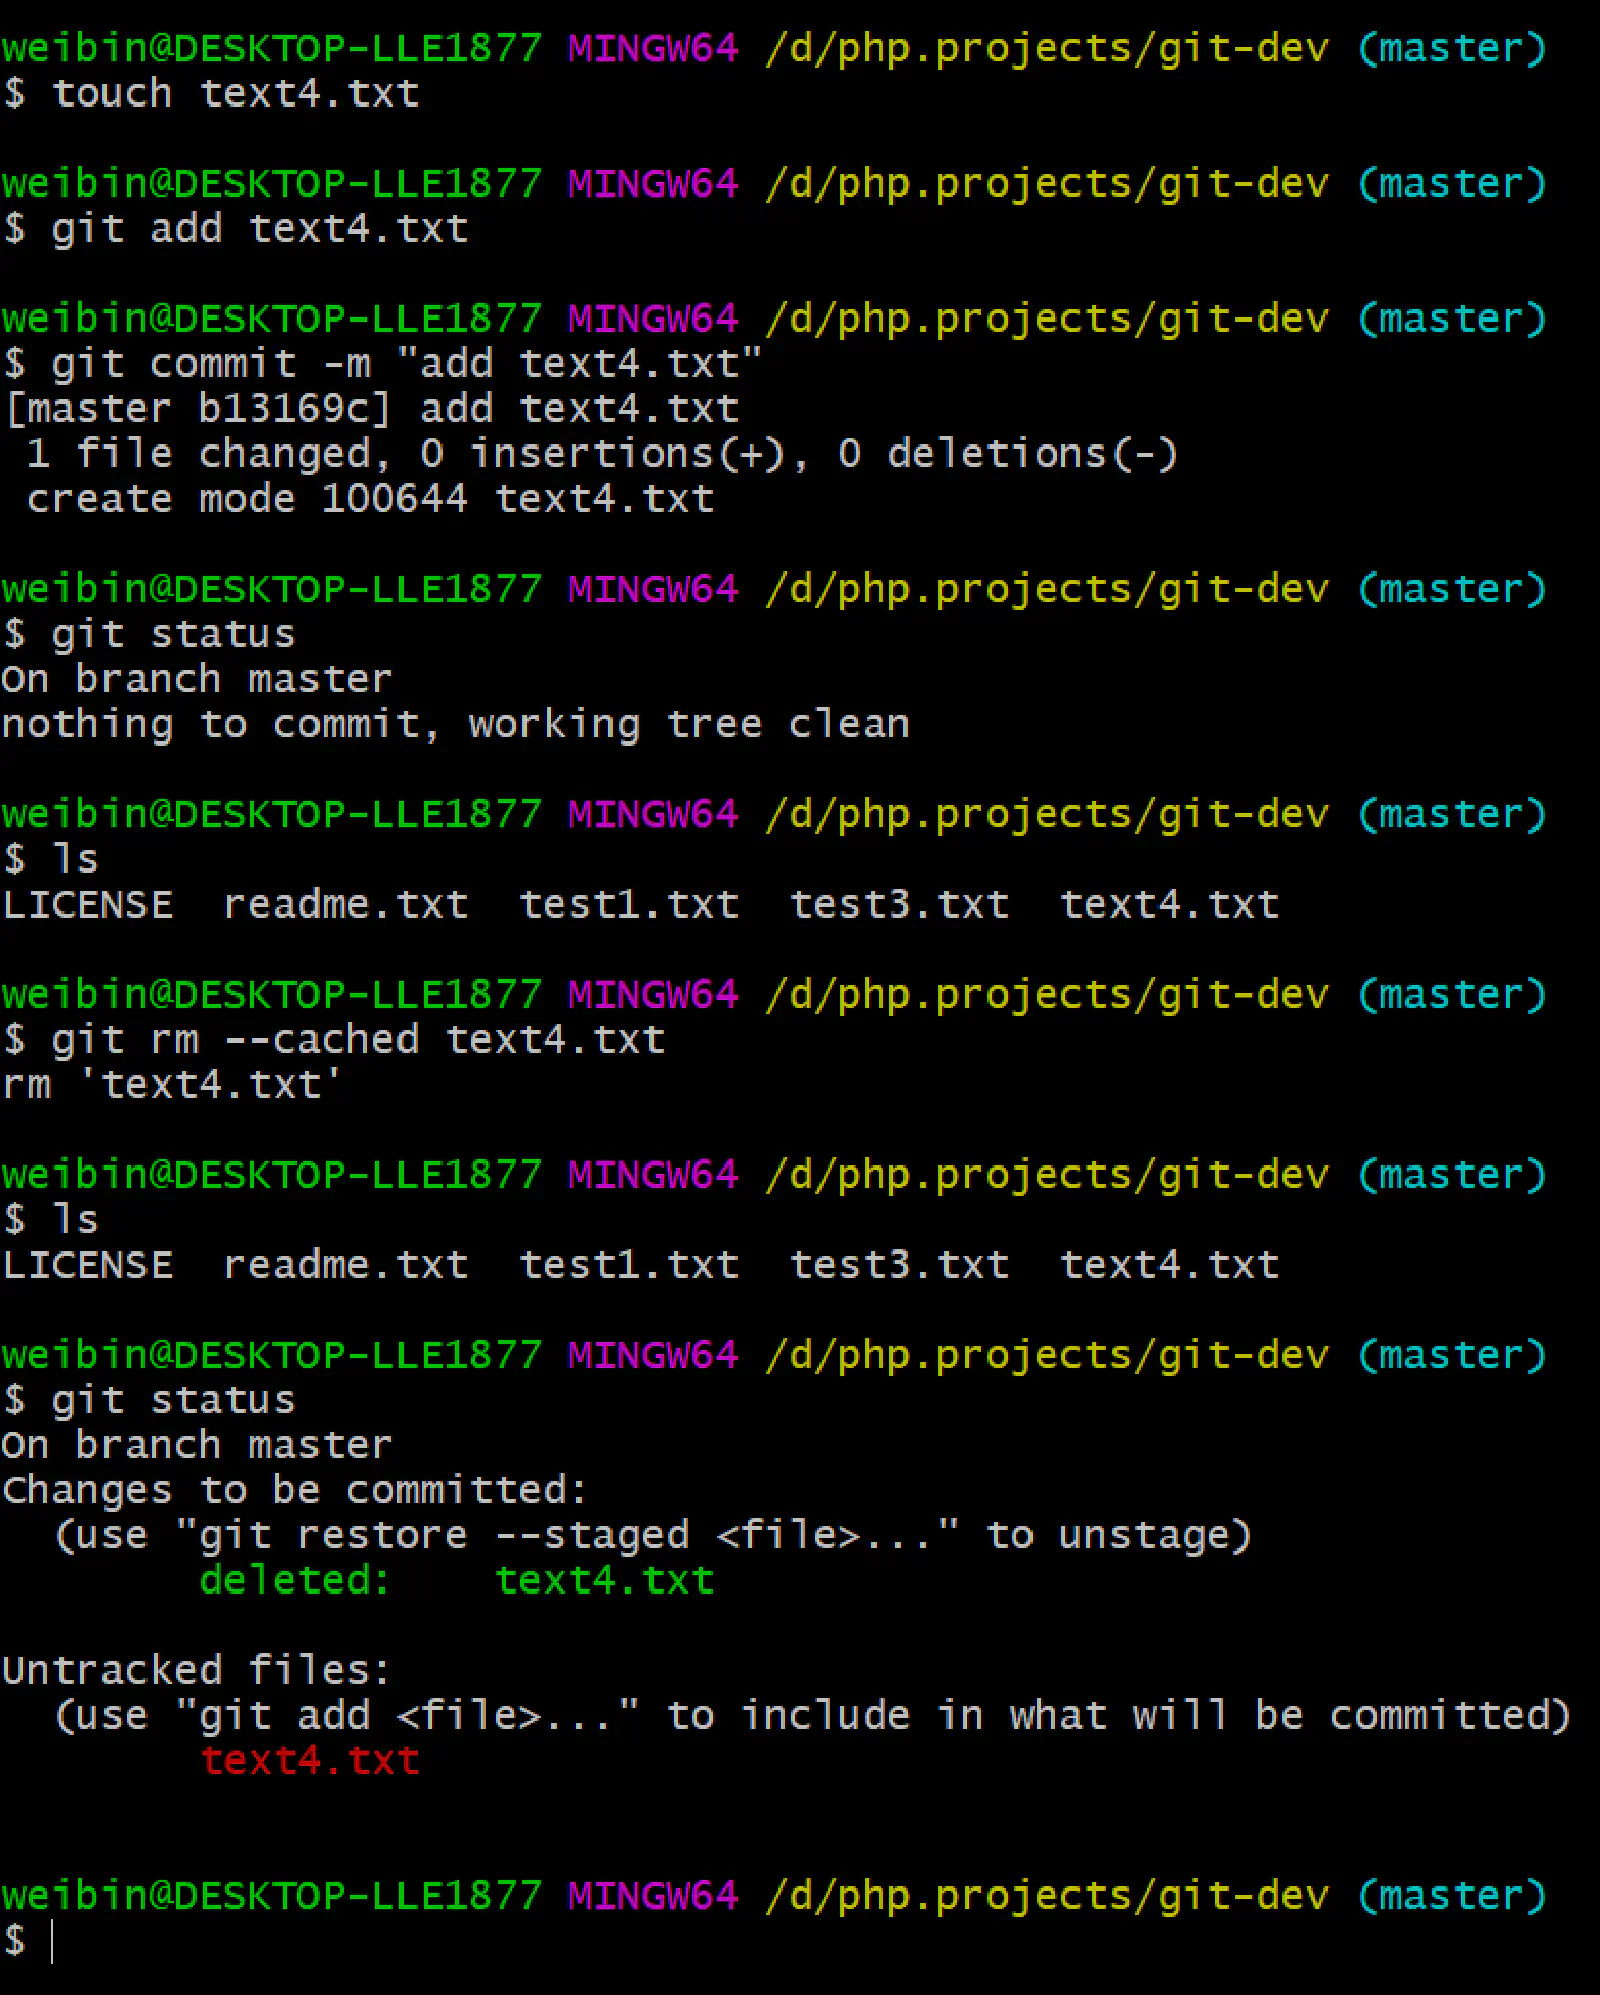 weibin@DESKTOP-LLE1877 MINGW64 /d/php.projects/git-dev (master)
$ touch text4.txt
weibin@DESKTOP-LLE1877 MINGW64 /d/php.projects/git-dev (master)
$ git add text4.txt
weibin@DESKTOP-LLE1877 MINGW64 /d/php.projects/git-dev (master)
$ git commit -m "add text4.txt"
[master b13169c] add text4.txt
 1 file changed, 0 insertions(+), 0 deletions(-)
 create mode 100644 text4.txt
weibin@DESKTOP-LLE1877 MINGW64 /d/php.projects/git-dev (master)
$ git status
On branch master
nothing to commit, working tree clean
weibin@DESKTOP-LLE1877 MINGW64 /d/php.projects/git-dev (master)
$ ls
LICENSE  readme.txt  test1.txt  test3.txt  text4.txt
weibin@DESKTOP-LLE1877 MINGW64 /d/php.projects/git-dev (master)
$ git rm --cached text4.txt
rm 'text4.txt'
weibin@DESKTOP-LLE1877 MINGW64 /d/php.projects/git-dev (master)
$ ls
LICENSE  readme.txt  test1.txt  test3.txt  text4.txt
weibin@DESKTOP-LLE1877 MINGW64 /d/php.projects/git-dev (master)
$ git status
On branch master
Changes to be committed:
  (use "git restore --staged <file>..." to unstage)
        deleted:    text4.txt
Untracked files:
  (use "git add <file>..." to include in what will be committed)
        text4.txt
weibin@DESKTOP-LLE1877 MINGW64 /d/php.projects/git-dev (master)
$